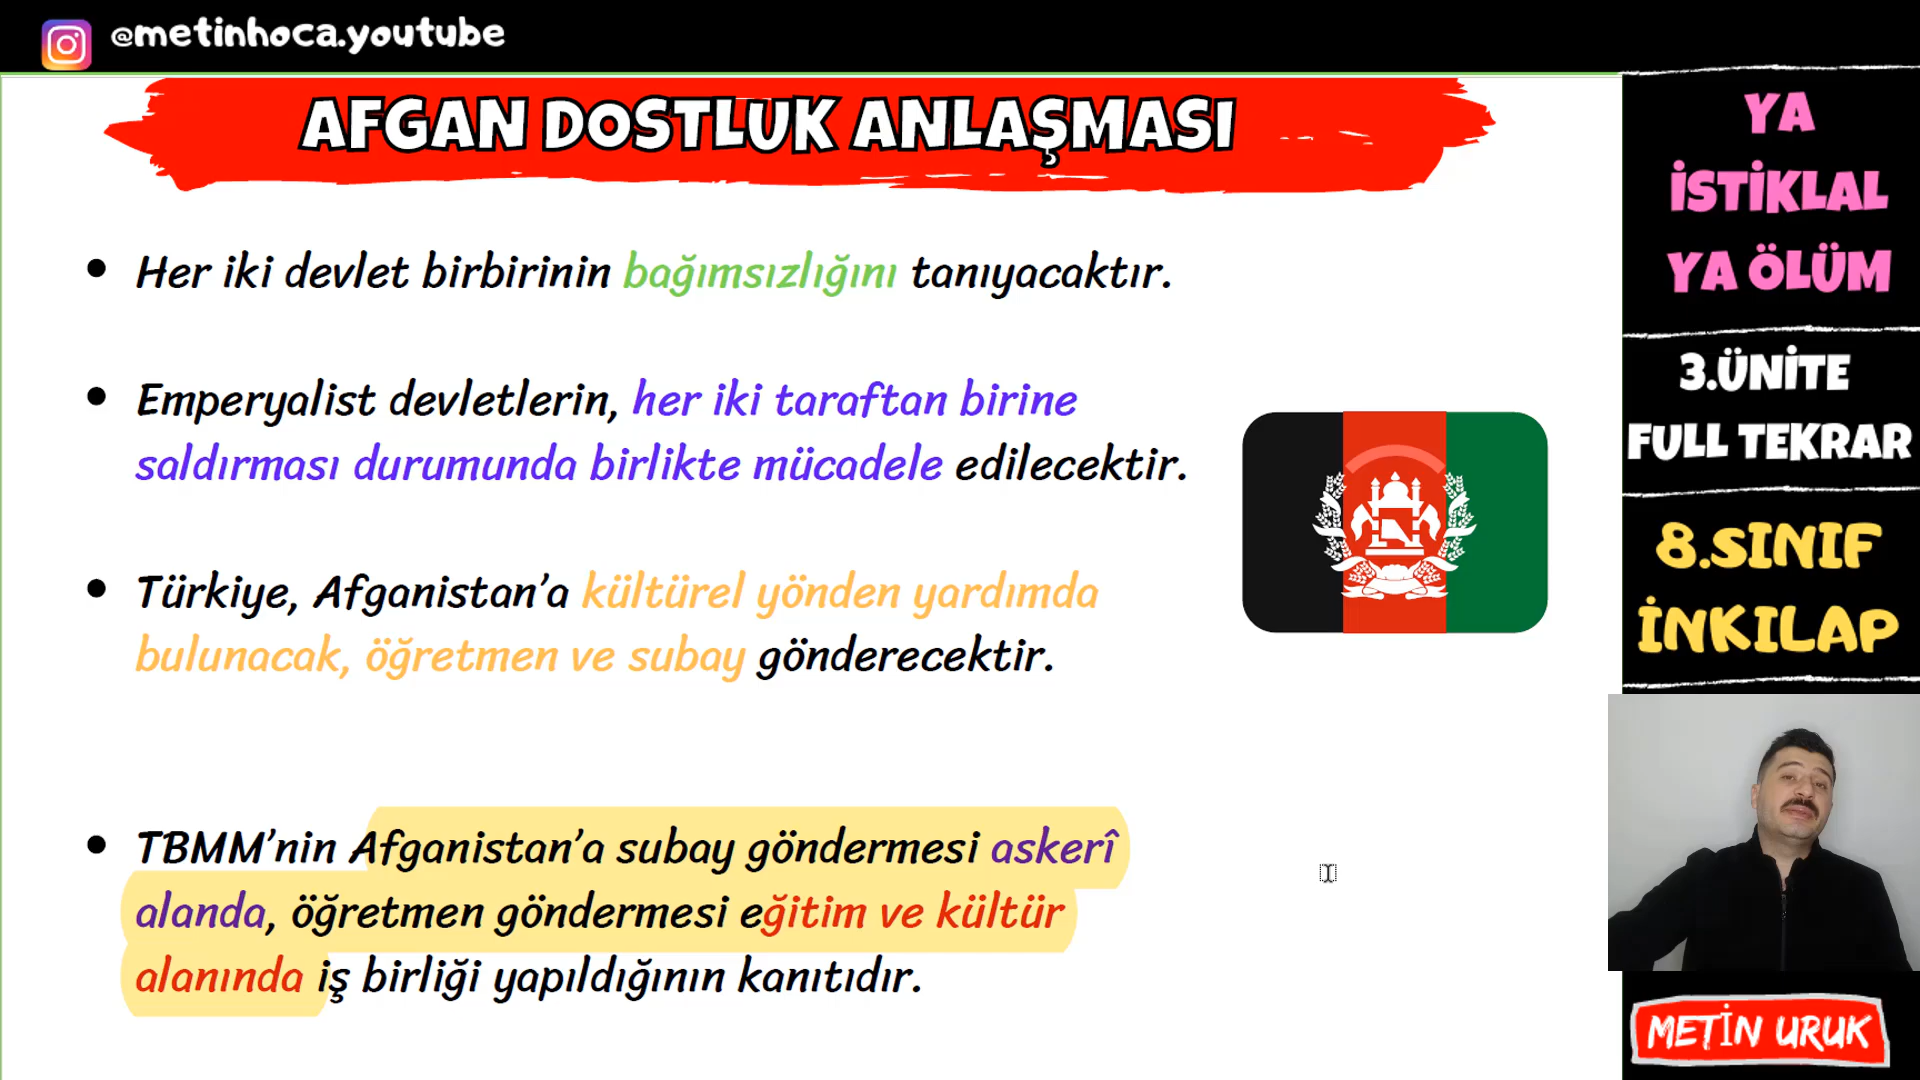 @metinhoca.youtube
AFGAN DOSTLUK ANLAŞMASI
• Her iki devlet birbirinin bağımsızlığını tanıyacaktır.
• Emperyalist devletlerin, her iki taraftan birine
saldırması durumunda birlikte mücadele edilecektir.
• Türkiye, Afganistan'a kültürel yönden yardımda
bulunacak, öğretmen ve subay gönderecektir.
• TBMM'nin Afganistan'a subay göndermesi askerî
alanda, öğretmen göndermesi eğitim ve kültür
alanında iş birliği yapıldığının kanıtıdır.
YA
İSTİKLAL
YA ÖLÜM
3.ÜNİTE
FULL TEKRAR
8.SINIF
İNKILAP
METİN URUK